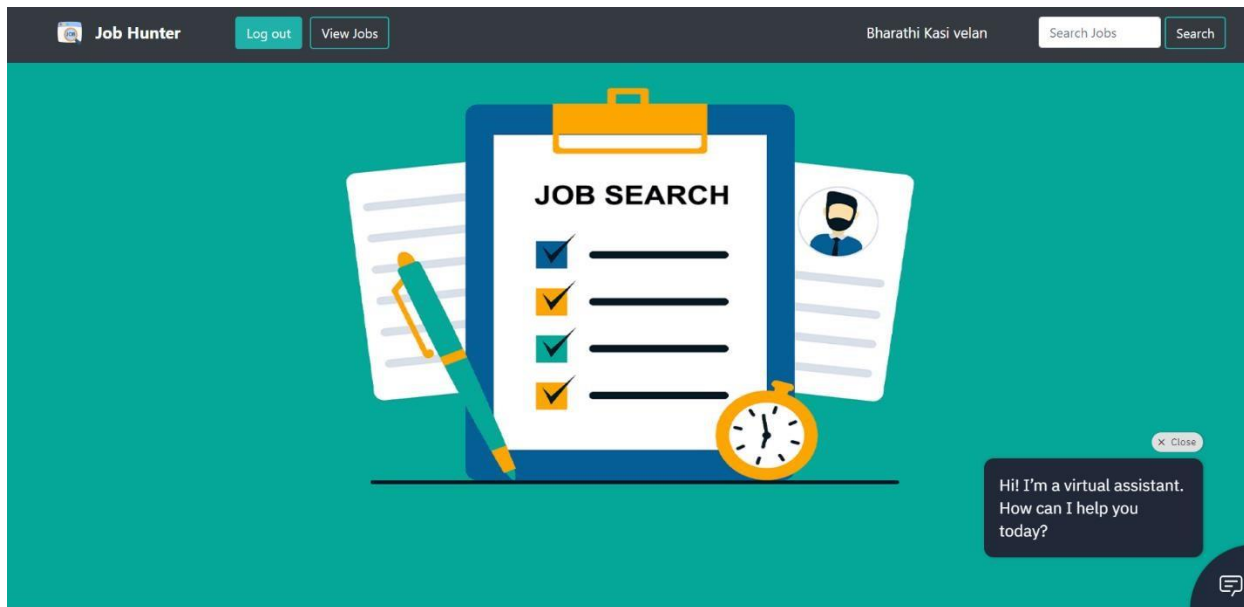 Job Hunter
Log out
View Jobs
Bharathi Kasi velan
Search Jobs
Search
JOB SEARCH
× Close
Hi! I'm a virtual assistant.
How can I help you
today?